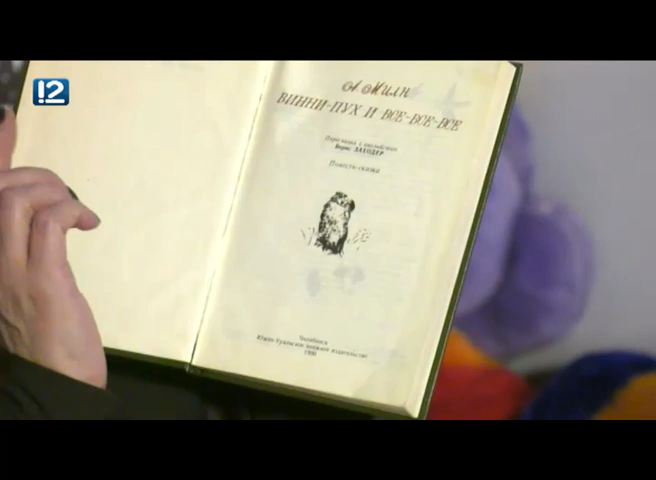 12
А Милн
ВИННИ-ПУХ И ВСЕ-ВСЕ-ВСЕ
Пересказал с английского
Борис ЗАХОДЕР
Повесть-сказка
Челябинск
Южно-Уральское книжное издательство